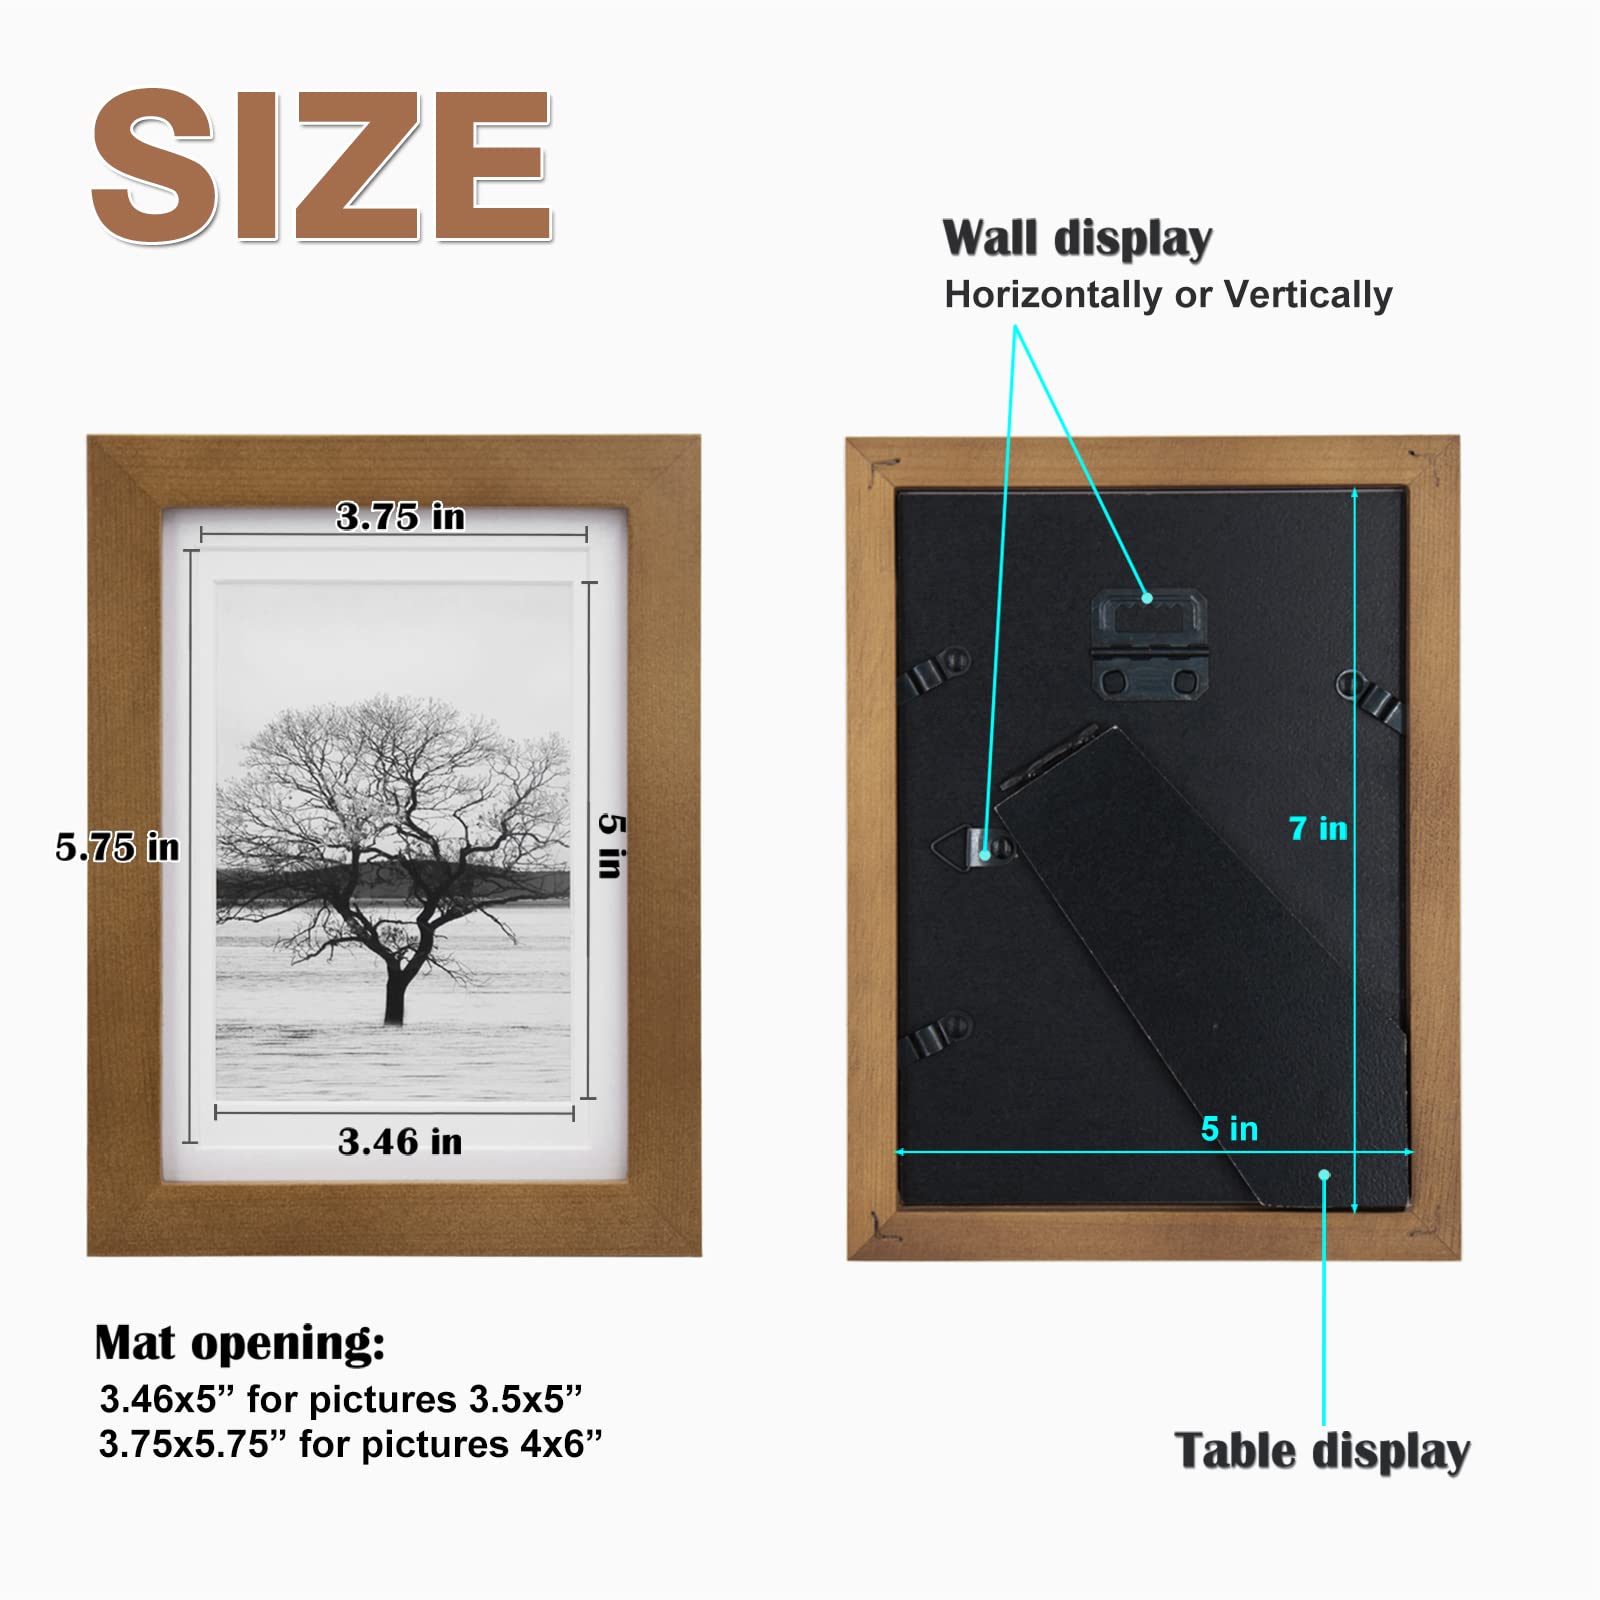 SIZE
Wall display
Horizontally or Vertically
3.75 in
5.75 in
5 in
3.46 in
7 in
5 in
Mat opening:
3.46x5” for pictures 3.5x5”
3.75x5.75” for pictures 4x6”
Table display